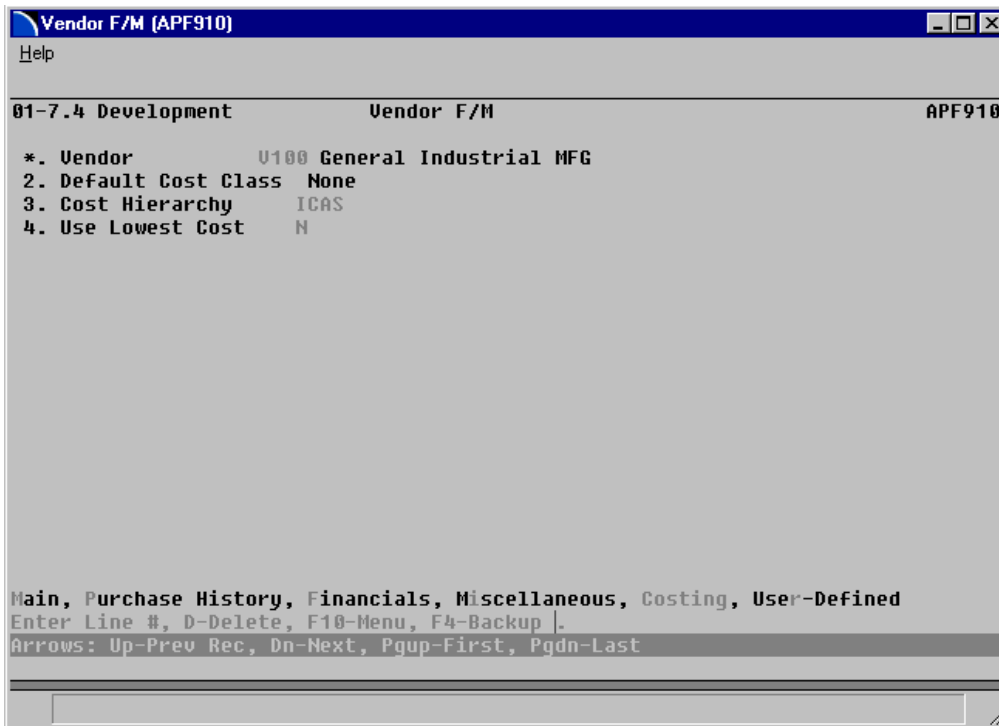 Vendor F/M (APF910)
Help
01-7.4 Development Vendor F/M APF910
*. Vendor V100 General Industrial MFG
2. Default Cost Class None
3. Cost Hierarchy ICAS
4. Use Lowest Cost N
Main, Purchase History, Financials, Miscellaneous, Costing, User-Defined
Enter Line #, D-Delete, F10-Menu, F4-Backup .
Arrows: Up-Prev Rec, Dn-Next, Pgup-First, Pgdn-Last